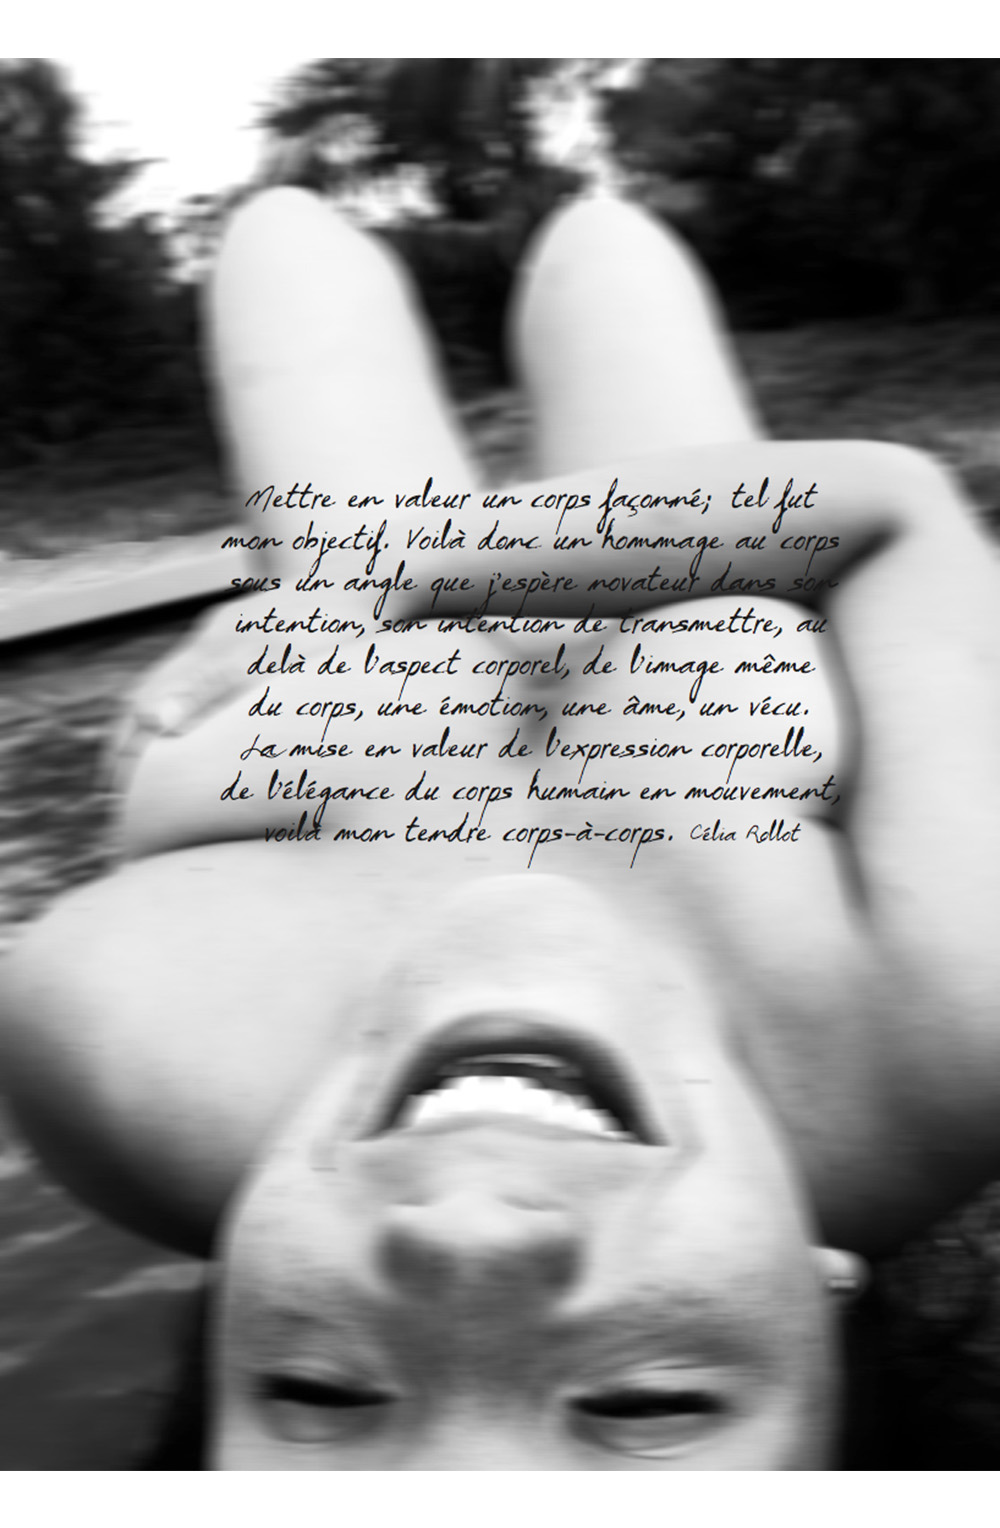 Mettre en valeur un corps façonné; tel fut
mon objectif. Voilà donc un hommage au corps
sous un angle que j'espère novateur dans son
intention, son intention de transmettre, au
delà de l'aspect corporel, de l'image même
du corps, une émotion, une âme, un vécu.
La mise en valeur de l'expression corporelle,
de l'élégance du corps humain en mouvement,
voilà mon tendre corps-à-corps. Célia Rollot